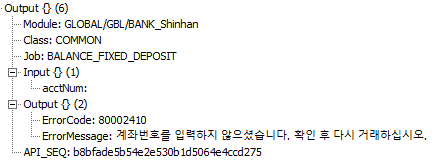 Output {} (6)
Module: GLOBAL/GBL/BANK_Shinhan
Class: COMMON
Job: BALANCE_FIXED_DEPOSIT
Input {} (1)
acctNum:
Output {} (2)
ErrorCode: 80002410
ErrorMessage: 계좌번호를 입력하지 않으셨습니다. 확인 후 다시 거래하십시오.
API_SEQ: b8bfade5b54e2e530b1d5064e4ccd275